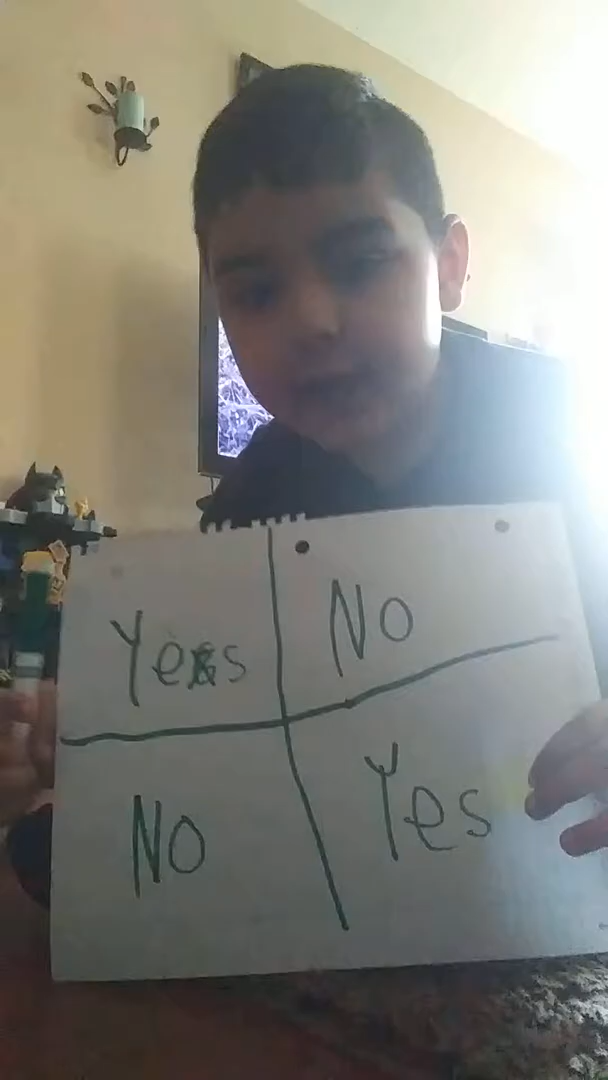 Yes No
No Yes